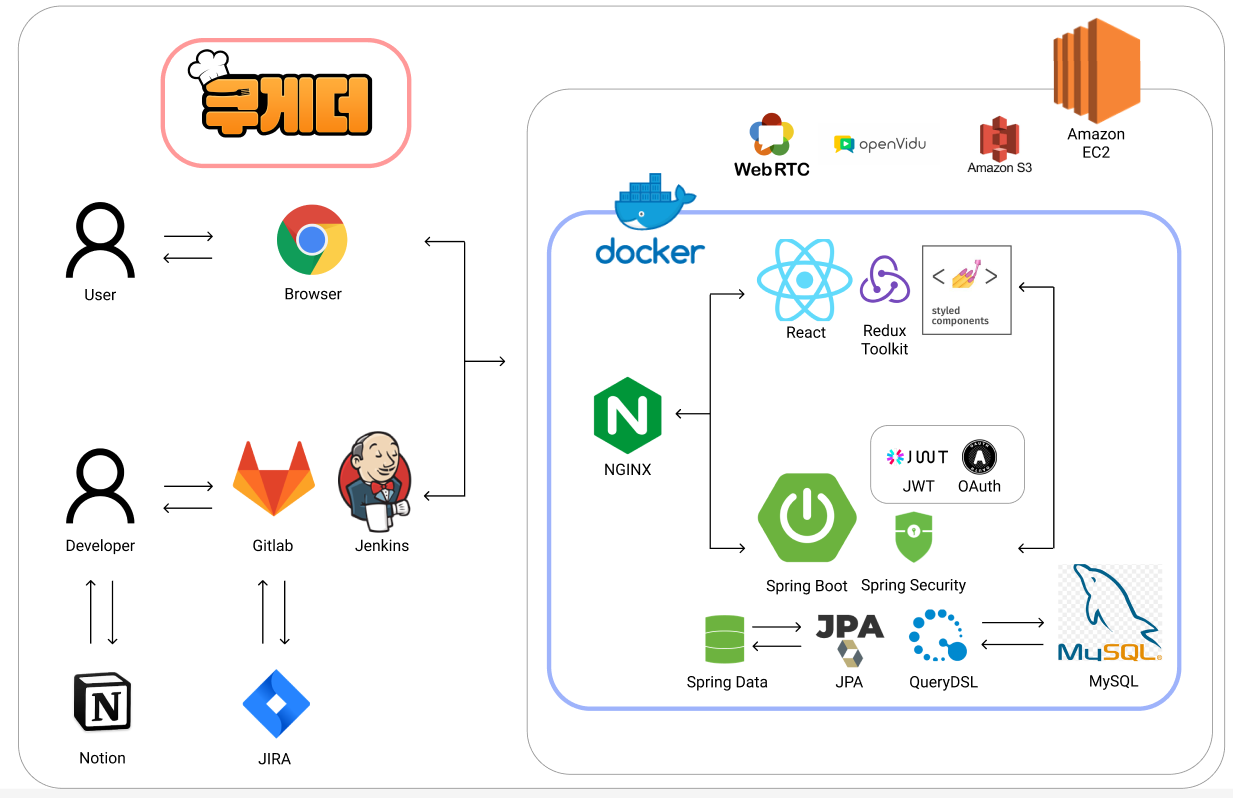 쿠게더
Amazon
EC2
WebRTC
openVidu
Amazon S3
docker
User
Browser
React
Redux
Toolkit
< >
styled
components
NGINX
JWT
JWT
OAUTH
A
OAuth
Developer
Gitlab
Jenkins
Spring Boot
Spring Security
Spring Data
JPA
JPA
QueryDSL
MySQL
MySQL
Notion
JIRA